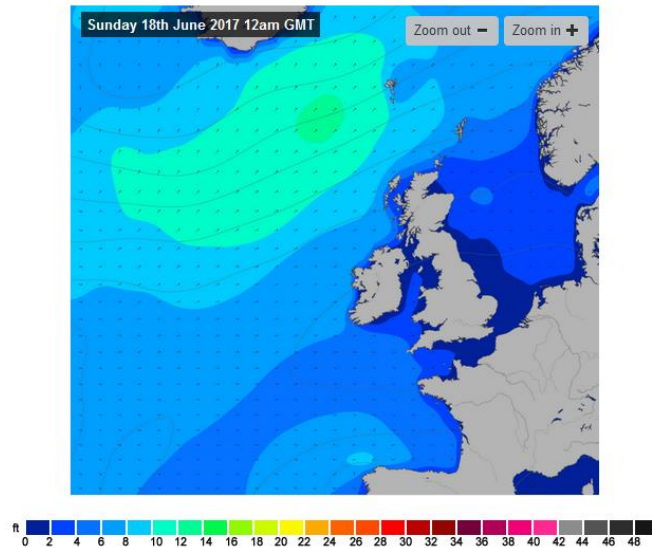 Sunday 18th June 2017 12am GMT
Zoom out −
Zoom in +
ft
0 2 4 6 8 10 12 14 16 18 20 22 24 26 28 30 32 34 36 38 40 42 44 46 48